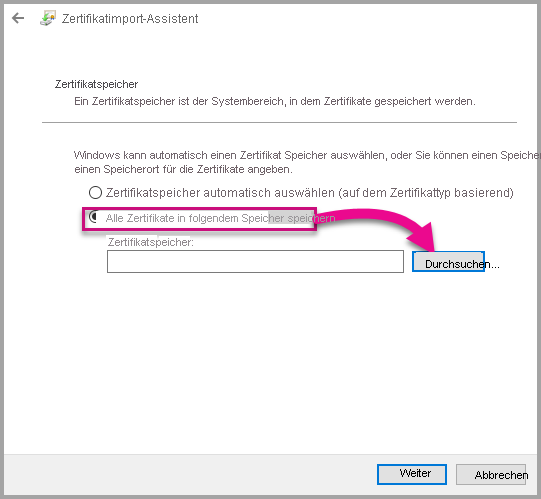 Zertifikatimport-Assistent
Zertifikatspeicher
Ein Zertifikatspeicher ist der Systembereich, in dem Zertifikate gespeichert werden.
Windows kann automatisch einen Zertifikat Speicher auswählen, oder Sie können einen Speicher
einen Speicherort für die Zertifikate angeben.
Zertifikatspeicher automatisch auswählen (auf dem Zertifikattyp basierend)
Alle Zertifikate in folgendem Speicher speichern
Zertifikatspeicher:
Durchsuchen...
Weiter
Abbrechen